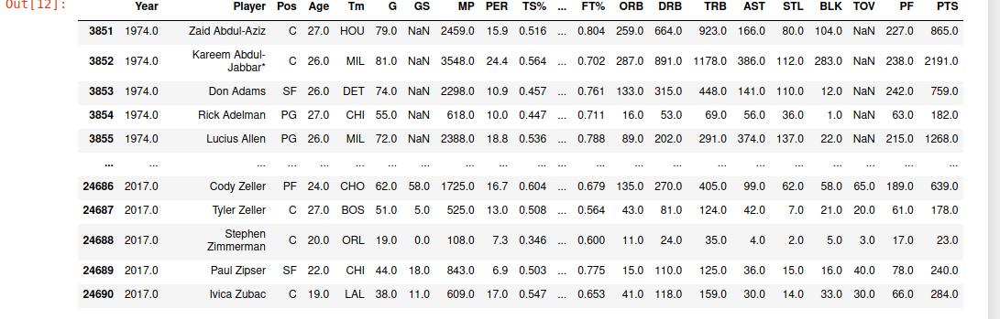 Out[12]:
Year Player Pos Age Tm G GS MP PER TS% ... FT% ORB DRB TRB AST STL BLK TOV PF PTS
3851 1974.0 Zaid Abdul-Aziz C 27.0 HOU 79.0 NaN 2459.0 15.9 0.516 ... 0.804 259.0 664.0 923.0 166.0 80.0 104.0 NaN 227.0 865.0
3852 1974.0 Kareem Abdul-
Jabbar* C 26.0 MIL 81.0 NaN 3548.0 24.4 0.564 ... 0.702 287.0 891.0 1178.0 386.0 112.0 283.0 NaN 238.0 2191.0
3853 1974.0 Don Adams SF 26.0 DET 74.0 NaN 2298.0 10.9 0.457 ... 0.761 133.0 315.0 448.0 141.0 110.0 12.0 NaN 242.0 759.0
3854 1974.0 Rick Adelman PG 27.0 CHI 55.0 NaN 618.0 10.0 0.447 ... 0.711 16.0 53.0 69.0 56.0 36.0 1.0 NaN 63.0 182.0
3855 1974.0 Lucius Allen PG 26.0 MIL 72.0 NaN 2388.0 18.8 0.536 ... 0.788 89.0 202.0 291.0 374.0 137.0 22.0 NaN 215.0 1268.0
... ... ... ... ... ... ... ... ... ... ... ... ... ... ... ... ... ... ... ... ... ...
24686 2017.0 Cody Zeller PF 24.0 CHO 62.0 58.0 1725.0 16.7 0.604 ... 0.679 135.0 270.0 405.0 99.0 62.0 58.0 65.0 189.0 639.0
24687 2017.0 Tyler Zeller C 27.0 BOS 51.0 5.0 525.0 13.0 0.508 ... 0.564 43.0 81.0 124.0 42.0 7.0 21.0 20.0 61.0 178.0
24688 2017.0 Stephen
Zimmerman C 20.0 ORL 19.0 0.0 108.0 7.3 0.346 ... 0.600 11.0 24.0 35.0 4.0 2.0 5.0 3.0 17.0 23.0
24689 2017.0 Paul Zipser SF 22.0 CHI 44.0 18.0 843.0 6.9 0.503 ... 0.775 15.0 110.0 125.0 36.0 15.0 16.0 40.0 78.0 240.0
24690 2017.0 Ivica Zubac C 19.0 LAL 38.0 11.0 609.0 17.0 0.547 ... 0.653 41.0 118.0 159.0 30.0 14.0 33.0 30.0 66.0 284.0